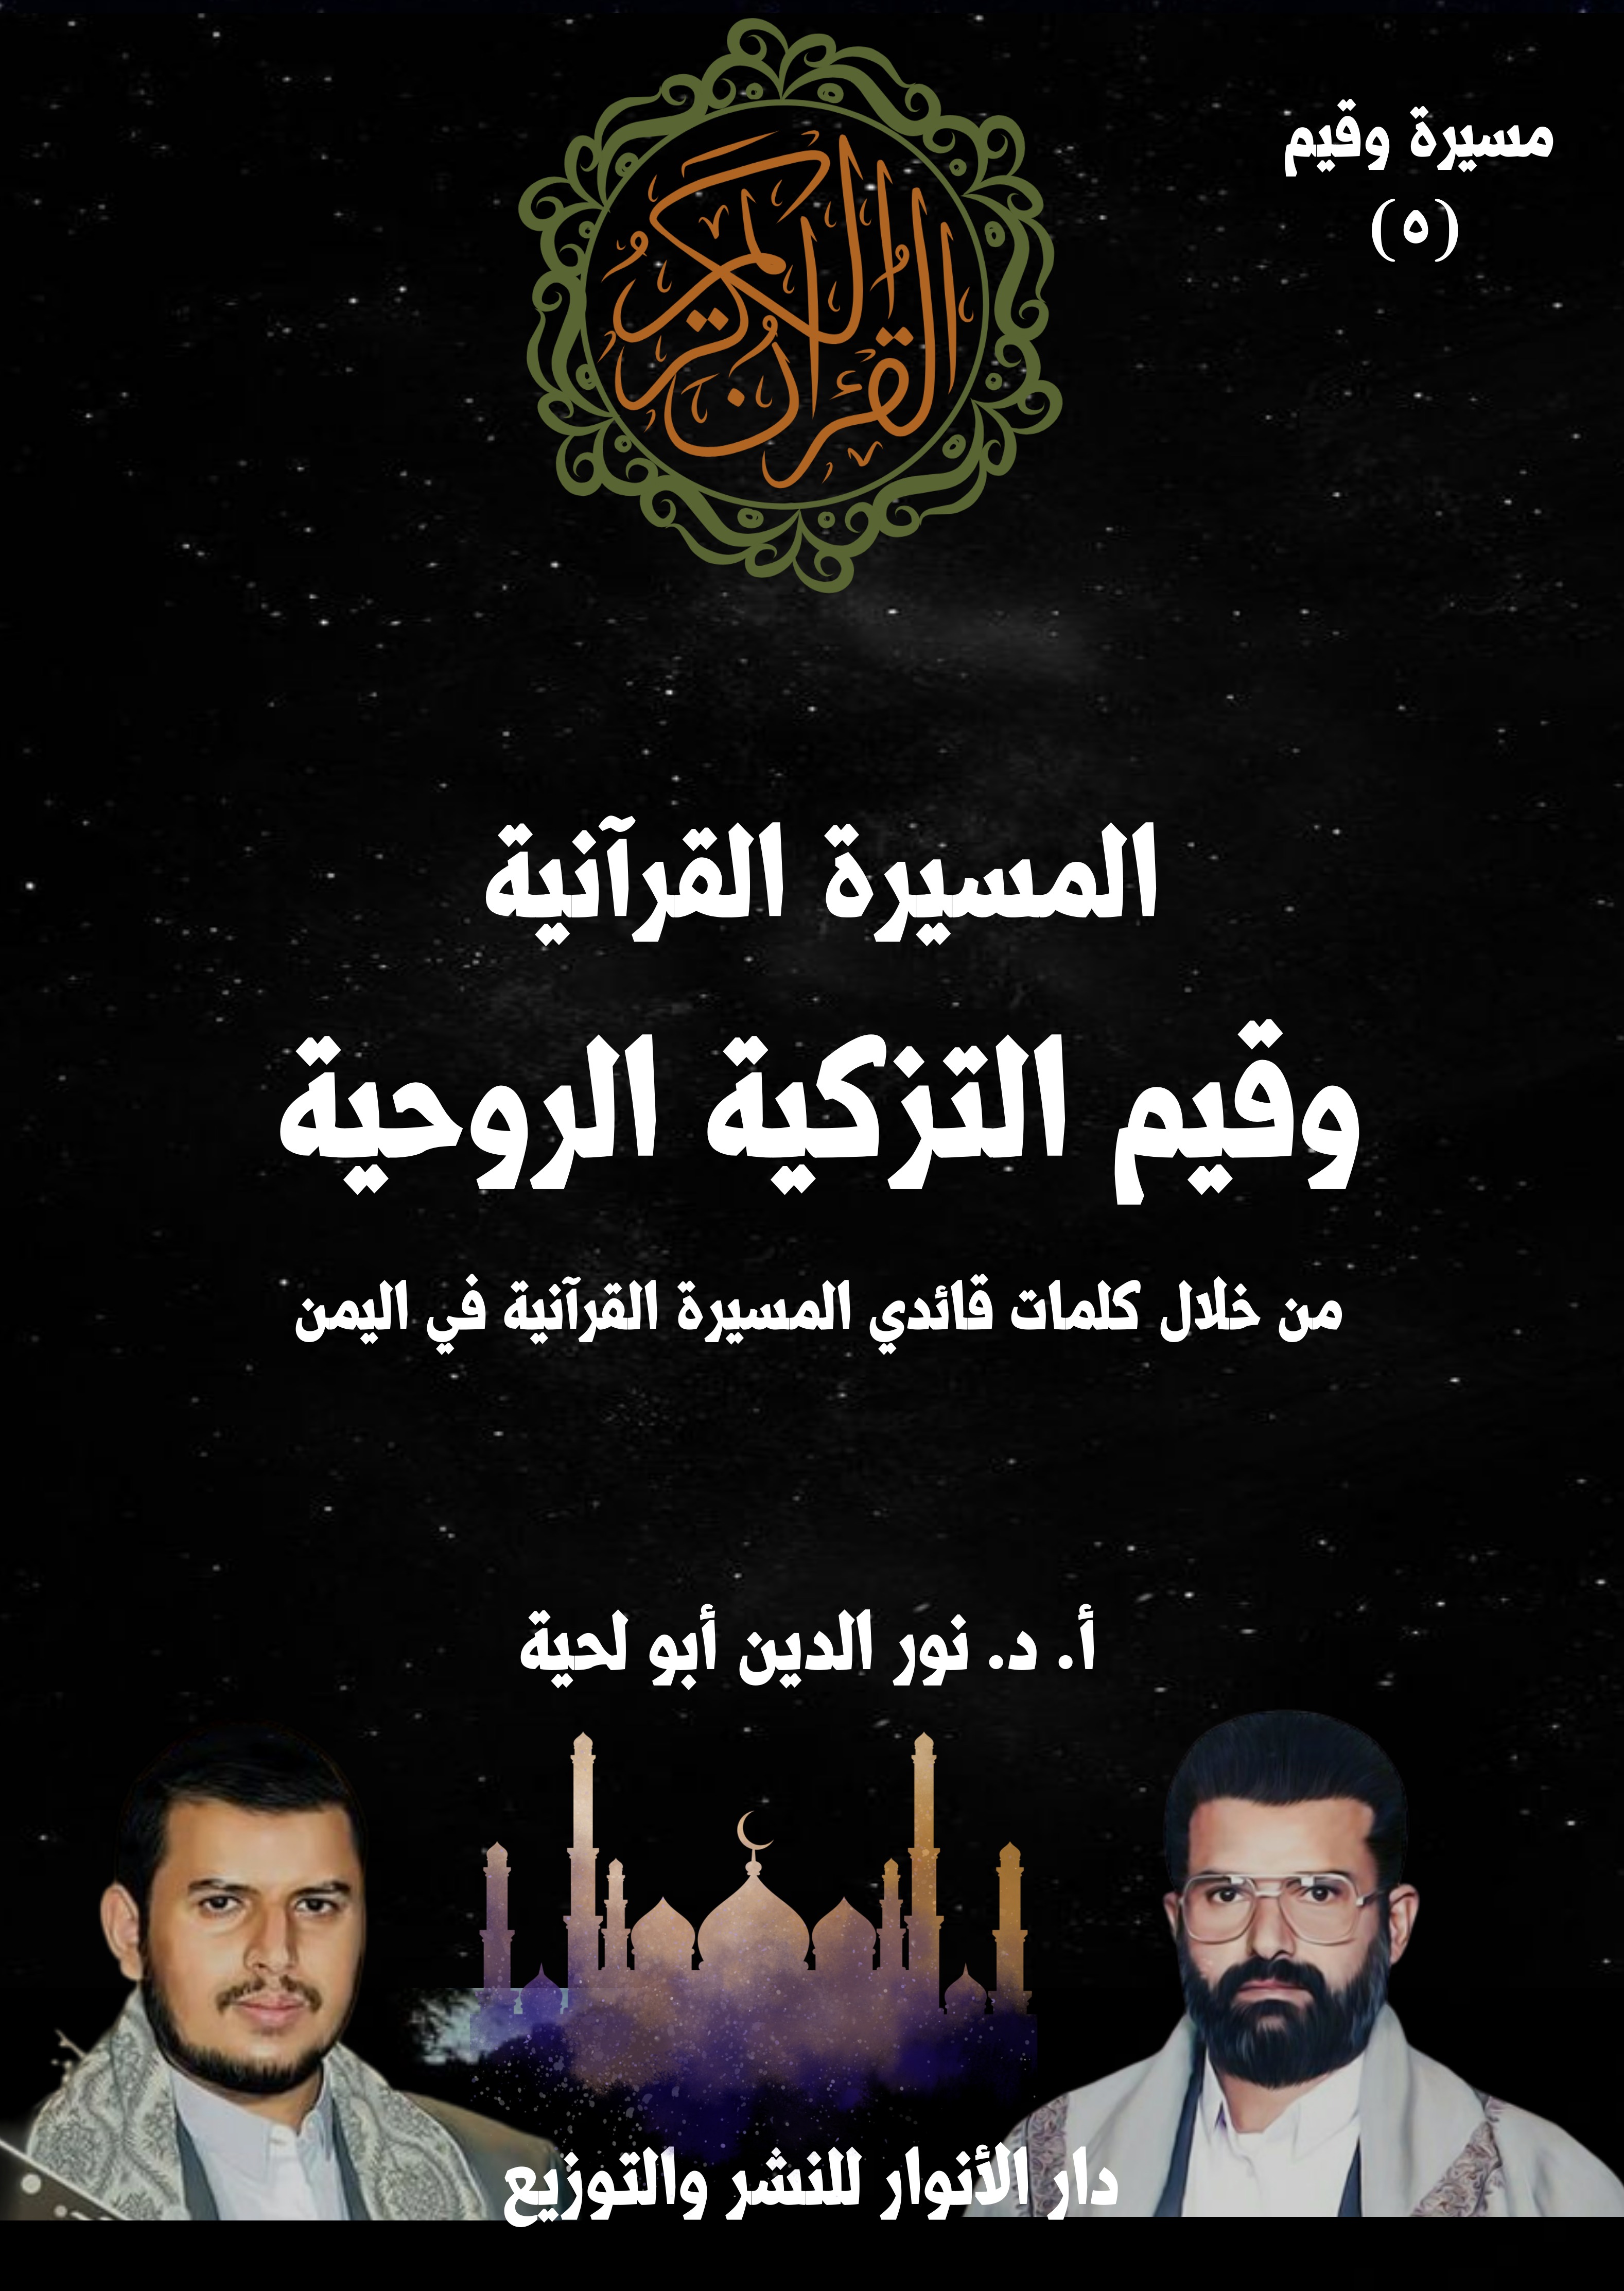 مسيرة وقيم
(٥)
القرآن الكريم
المسيرة القرآنية
وقيم التزكية الروحية
من خلال كلمات قائدي المسيرة القرآنية في اليمن
أ. د. نور الدين أبو لحية
دار الأنوار للنشر والتوزيع